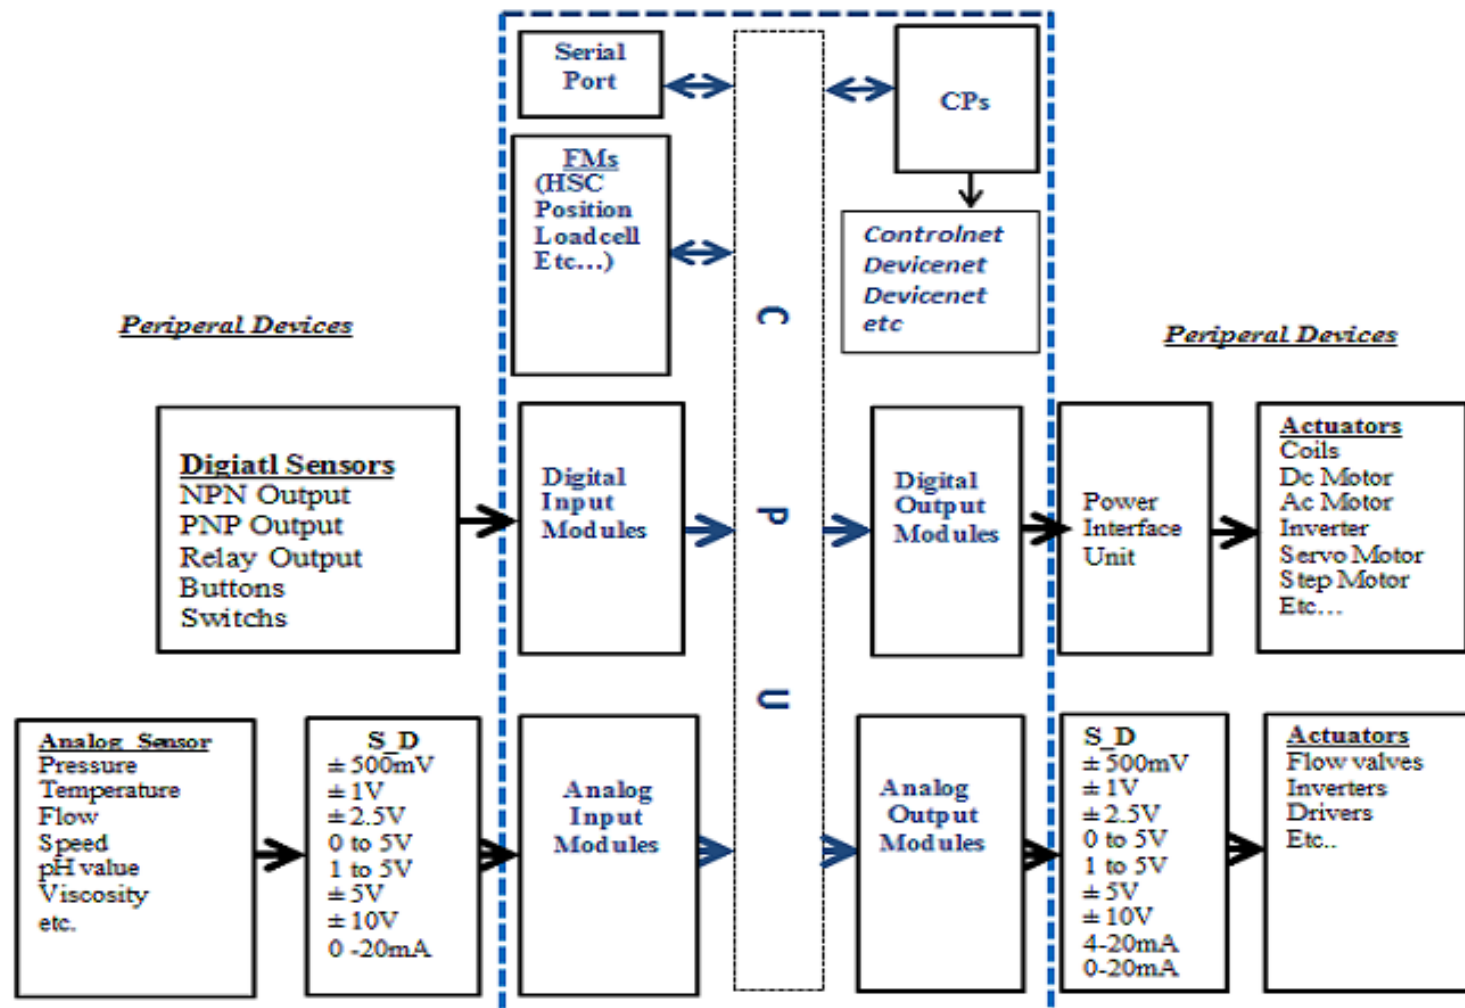 Serial
Port
CPs
FMs
(HSC
Position
Loadcell
Etc...)
Controlnet
Devicenet
Devicenet
etc
C
P
U
Periperal Devices
Periperal Devices
Digiatl Sensors
NPN Output
PNP Output
Relay Output
Buttons
Switchs
Digital
Input
Modules
Digital
Output
Modules
Power
Interface
Unit
Actuators
Coils
Dc Motor
Ac Motor
Inverter
Servo Motor
Step Motor
Etc...
Analog Sensor
Pressure
Temperature
Flow
Speed
pH value
Viscosity
etc.
S_D
± 500mV
± 1V
± 2.5V
0 to 5V
1 to 5V
± 5V
± 10V
0 -20mA
Analog
Input
Modules
Analog
Output
Modules
S_D
± 500mV
± 1V
± 2.5V
0 to 5V
1 to 5V
± 5V
± 10V
4-20mA
0-20mA
Actuators
Flow valves
Inverters
Drivers
Etc..